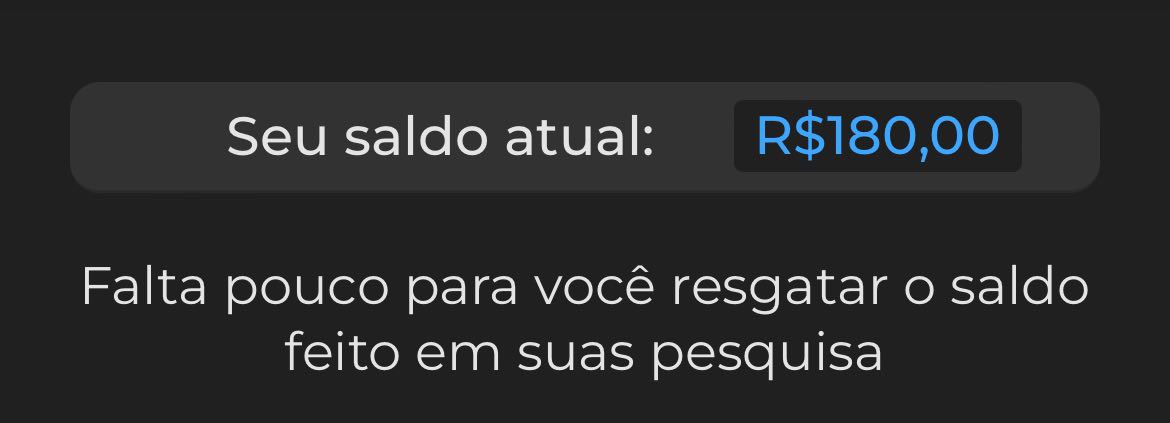 Seu saldo atual: R$180,00
Falta pouco para você resgatar o saldo
feito em suas pesquisa